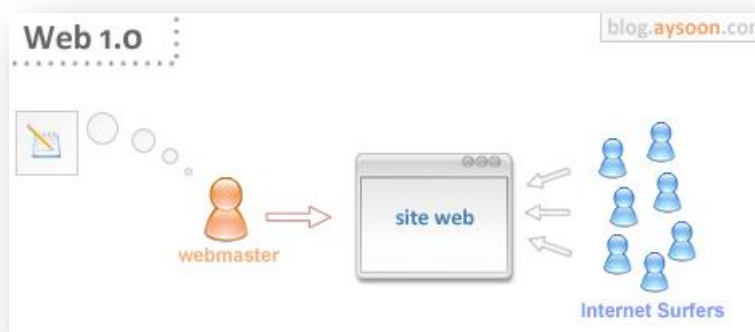 Web 1.0
blog.aysoon.com
site web
webmaster
Internet Surfers